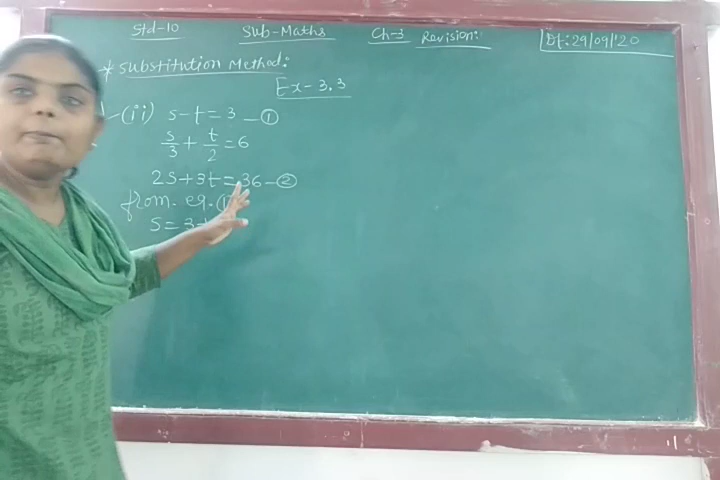 Std-10 Sub-Maths Ch-3 Revision: Dt:29/09/'20
* Substitution Method:
Ex-3.3
(ii) s-t=3 —①
s/3 + t/2 = 6
2s+3t=36 —②
from eq. ①
s=3+t